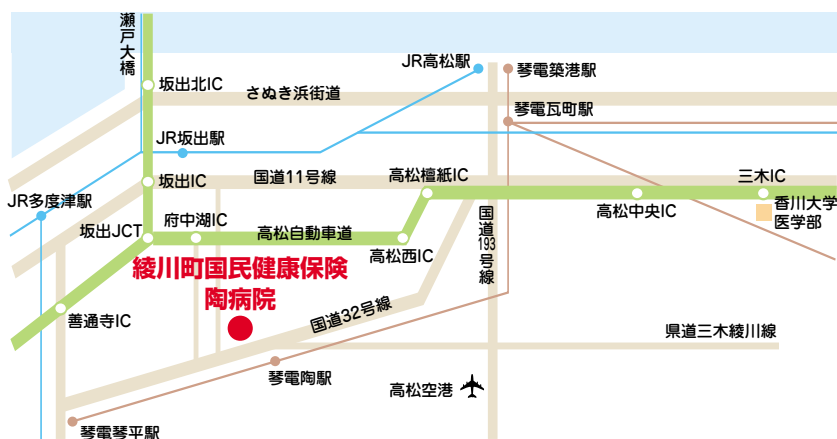 瀬戸大橋
JR高松駅
琴電築港駅
坂出北IC
さぬき浜街道
琴電瓦町駅
JR坂出駅
坂出IC
国道11号線
高松檀紙IC
三木IC
JR多度津駅
府中湖IC
高松中央IC
香川大学
医学部
坂出JCT
高松自動車道
高松西IC
国道193号線
綾川町国民健康保険
陶病院
善通寺IC
国道32号線
県道三木綾川線
琴電陶駅
高松空港
琴電琴平駅